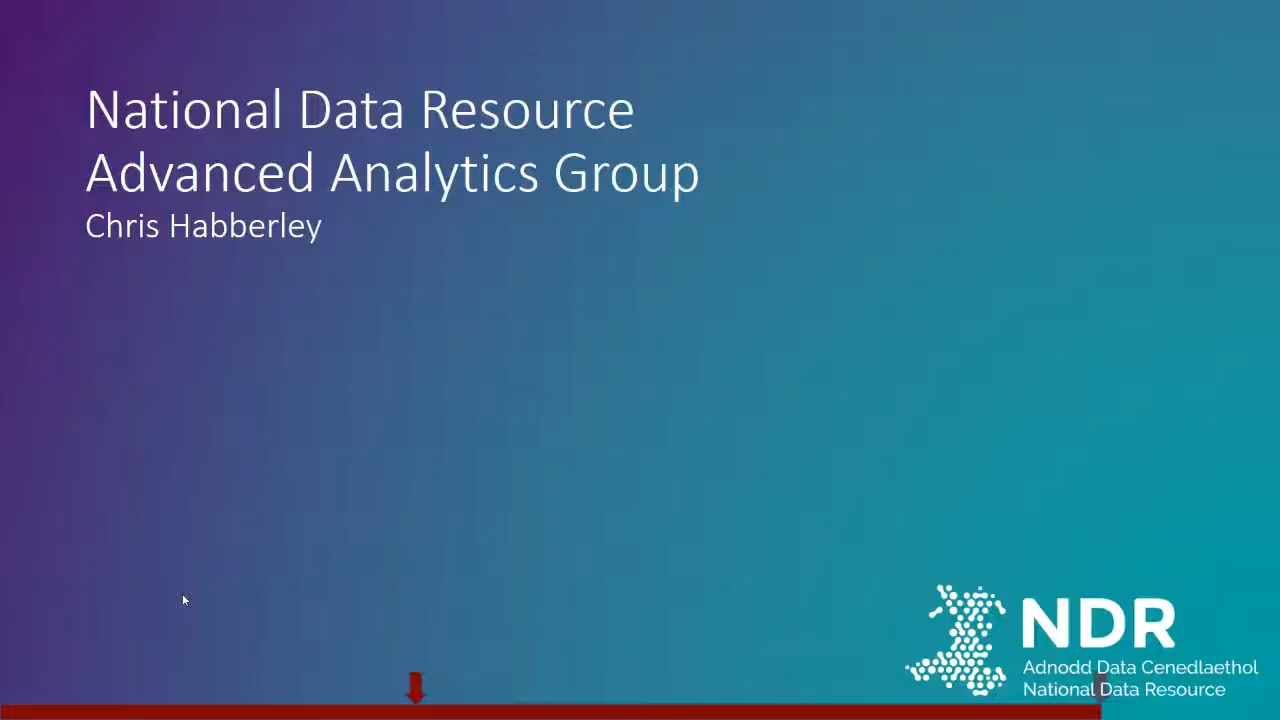 National Data Resource
Advanced Analytics Group
Chris Habberley
NDR
Adnodd Data Cenedlaethol
National Data Resource